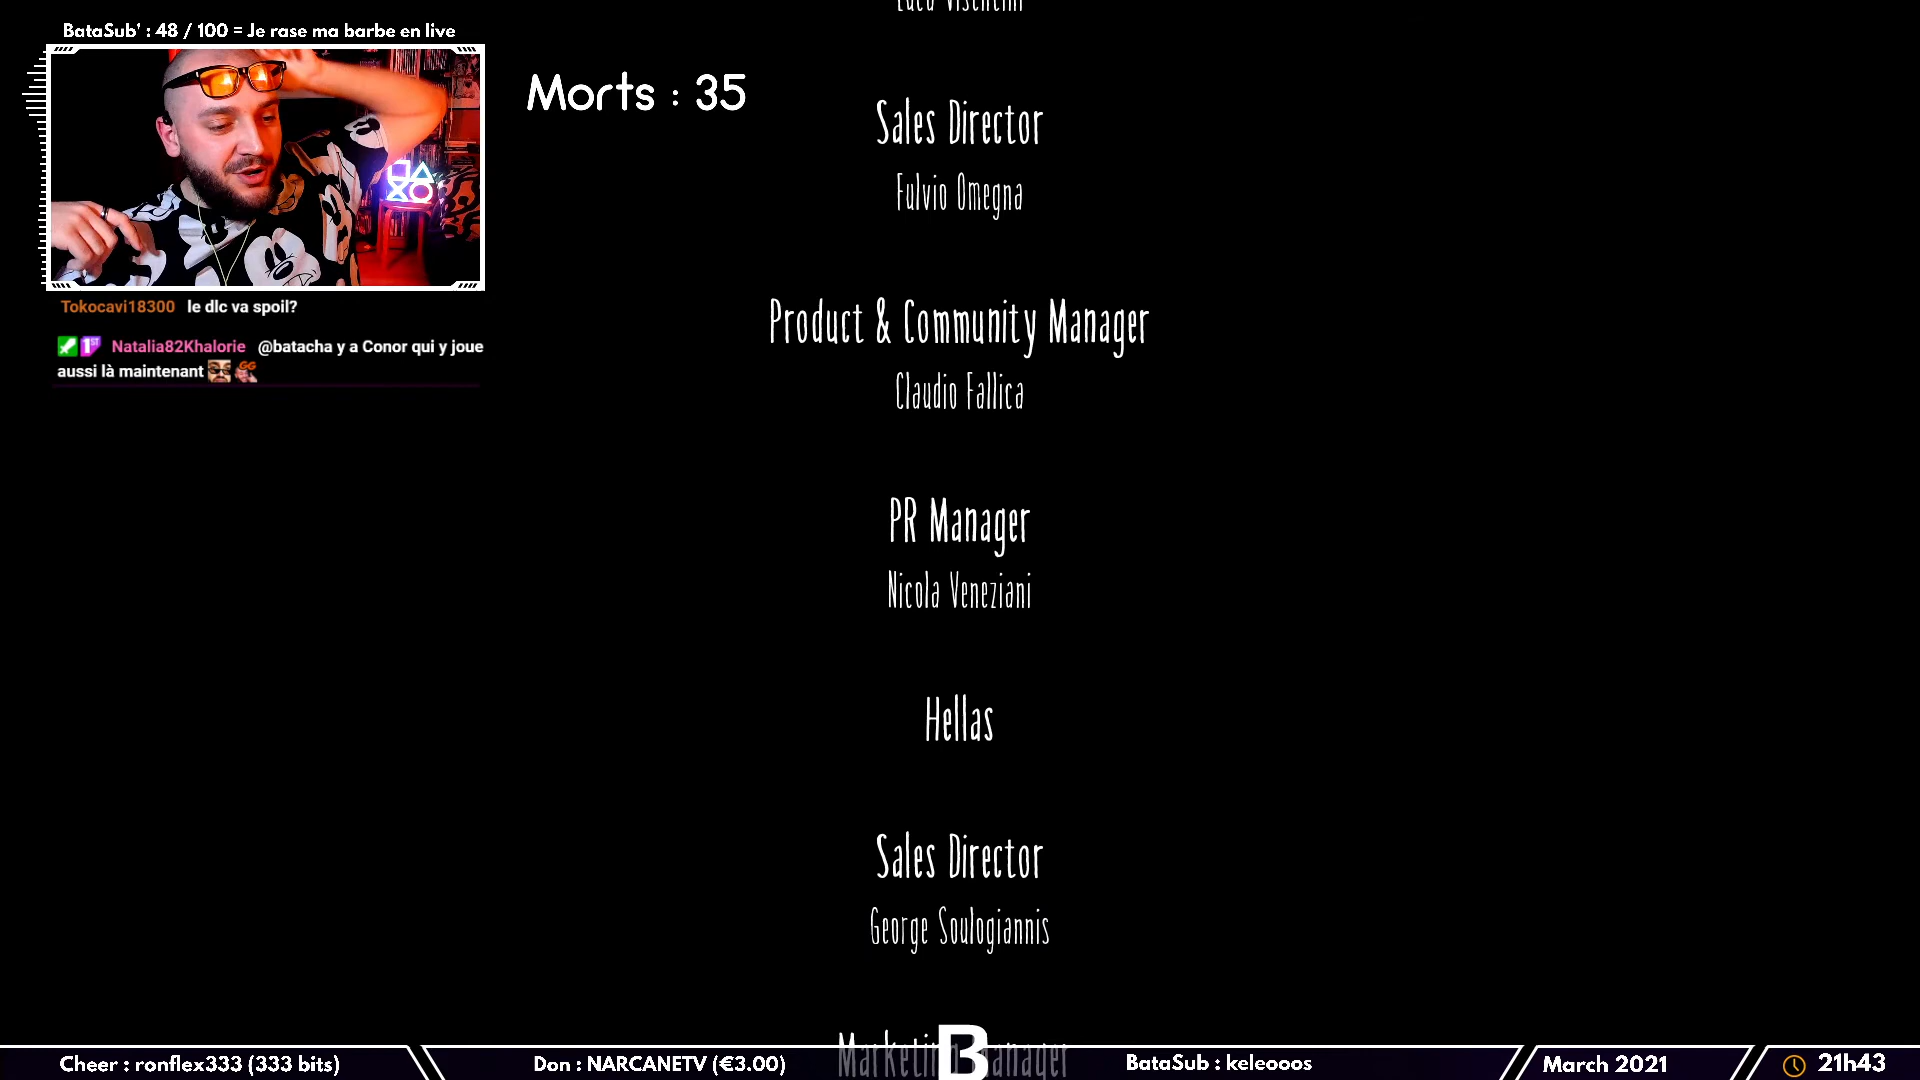 BataSub' : 48 / 100 = Je rase ma barbe en live
Morts : 35
Tokocavi18300 le dlc va spoil?
Natalia82Khalorie @batacha y a Conor qui y joue
aussi là maintenant
Sales Director
Fulvio Omegna
Product & Community Manager
Claudio Fallica
PR Manager
Nicola Veneziani
Hellas
Sales Director
George Soulogiannis
Cheer : ronflex333 (333 bits)
Don : NARCANETV (€3.00)
B
BataSub : keleooos
March 2021
21h43